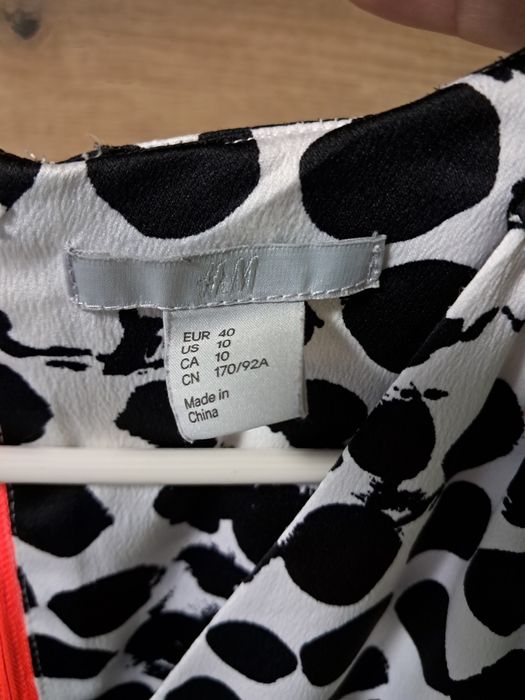 H&M
EUR 40
US 10
CA 10
CN 170/92A
Made in
China